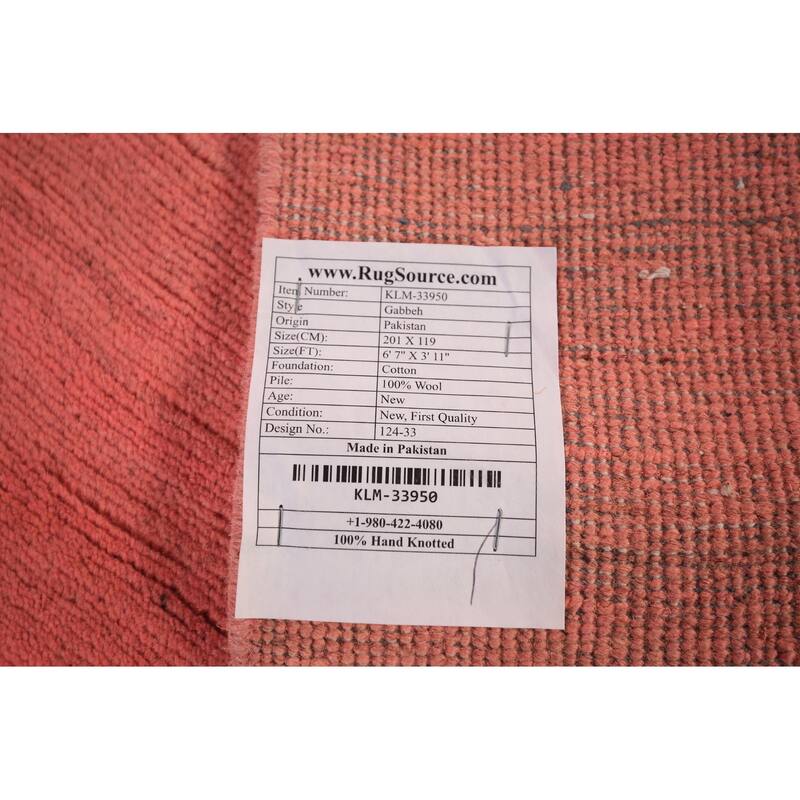 www.RugSource.com
Item Number: KLM-33950
Style Gabbeh
Origin Pakistan
Size(CM): 201 X 119
Size(FT): 6' 7" X 3' 11"
Foundation: Cotton
Pile: 100% Wool
Age: New
Condition: New, First Quality
Design No.: 124-33
Made in Pakistan
KLM-33950
+1-980-422-4080
100% Hand Knotted